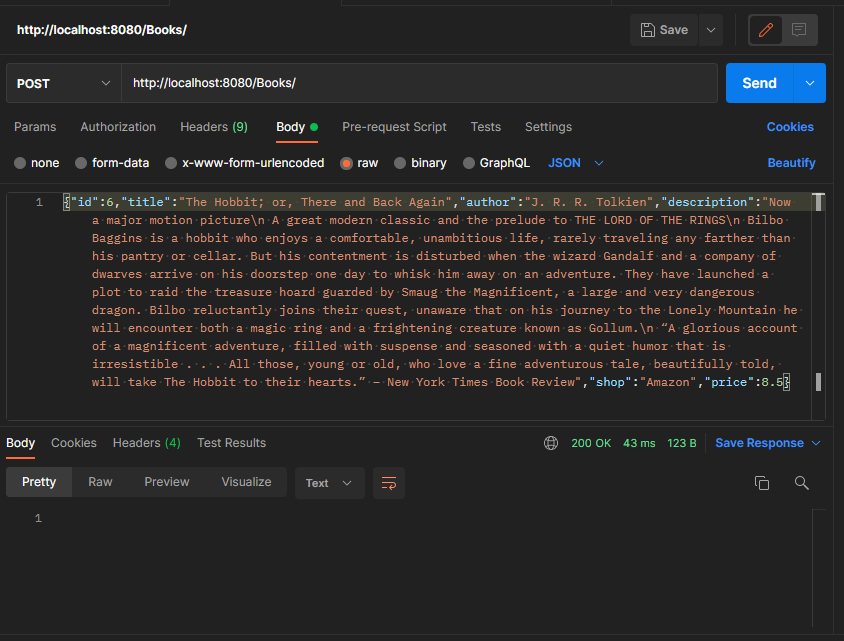 http://localhost:8080/Books/
Save
POST
http://localhost:8080/Books/
Send
Params Authorization Headers (9) Body Pre-request Script Tests Settings Cookies
none form-data x-www-form-urlencoded raw binary GraphQL JSON Beautify
1 {"id":6,"title":"The Hobbit; or, There and Back Again","author":"J. R. R. Tolkien","description":"Now
a major motion picture\n A great modern classic and the prelude to THE LORD OF THE RINGS\n Bilbo
Baggins is a hobbit who enjoys a comfortable, unambitious life, rarely traveling any farther than
his pantry or cellar. But his contentment is disturbed when the wizard Gandalf and a company of
dwarves arrive on his doorstep one day to whisk him away on an adventure. They have launched a
plot to raid the treasure hoard guarded by Smaug the Magnificent, a large and very dangerous
dragon. Bilbo reluctantly joins their quest, unaware that on his journey to the Lonely Mountain he
will encounter both a magic ring and a frightening creature known as Gollum.\n “A glorious account
of a magnificent adventure, filled with suspense and seasoned with a quiet humor that is
irresistible . . . All those, young or old, who love a fine adventurous tale, beautifully told,
will take The Hobbit to their hearts.” – New York Times Book Review","shop":"Amazon","price":8.5}
Body Cookies Headers (4) Test Results 200 OK 43 ms 123 B Save Response
Pretty Raw Preview Visualize Text
1